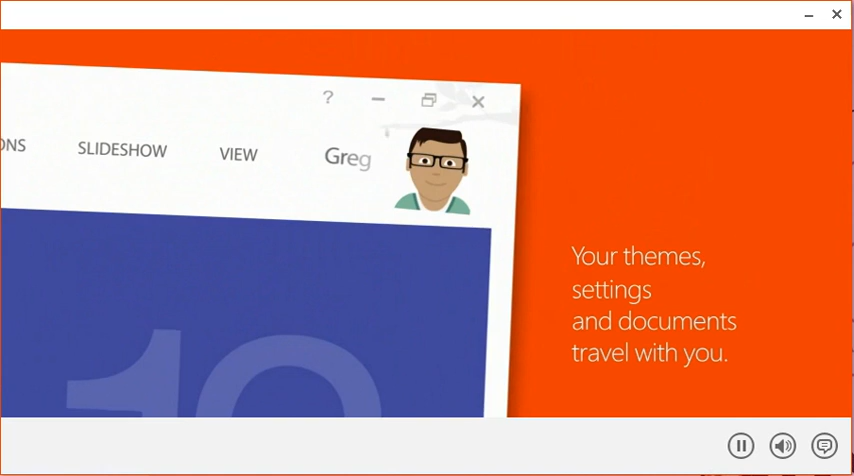 ?
ONS SLIDESHOW VIEW Greg
Your themes,
settings
and documents
travel with you.